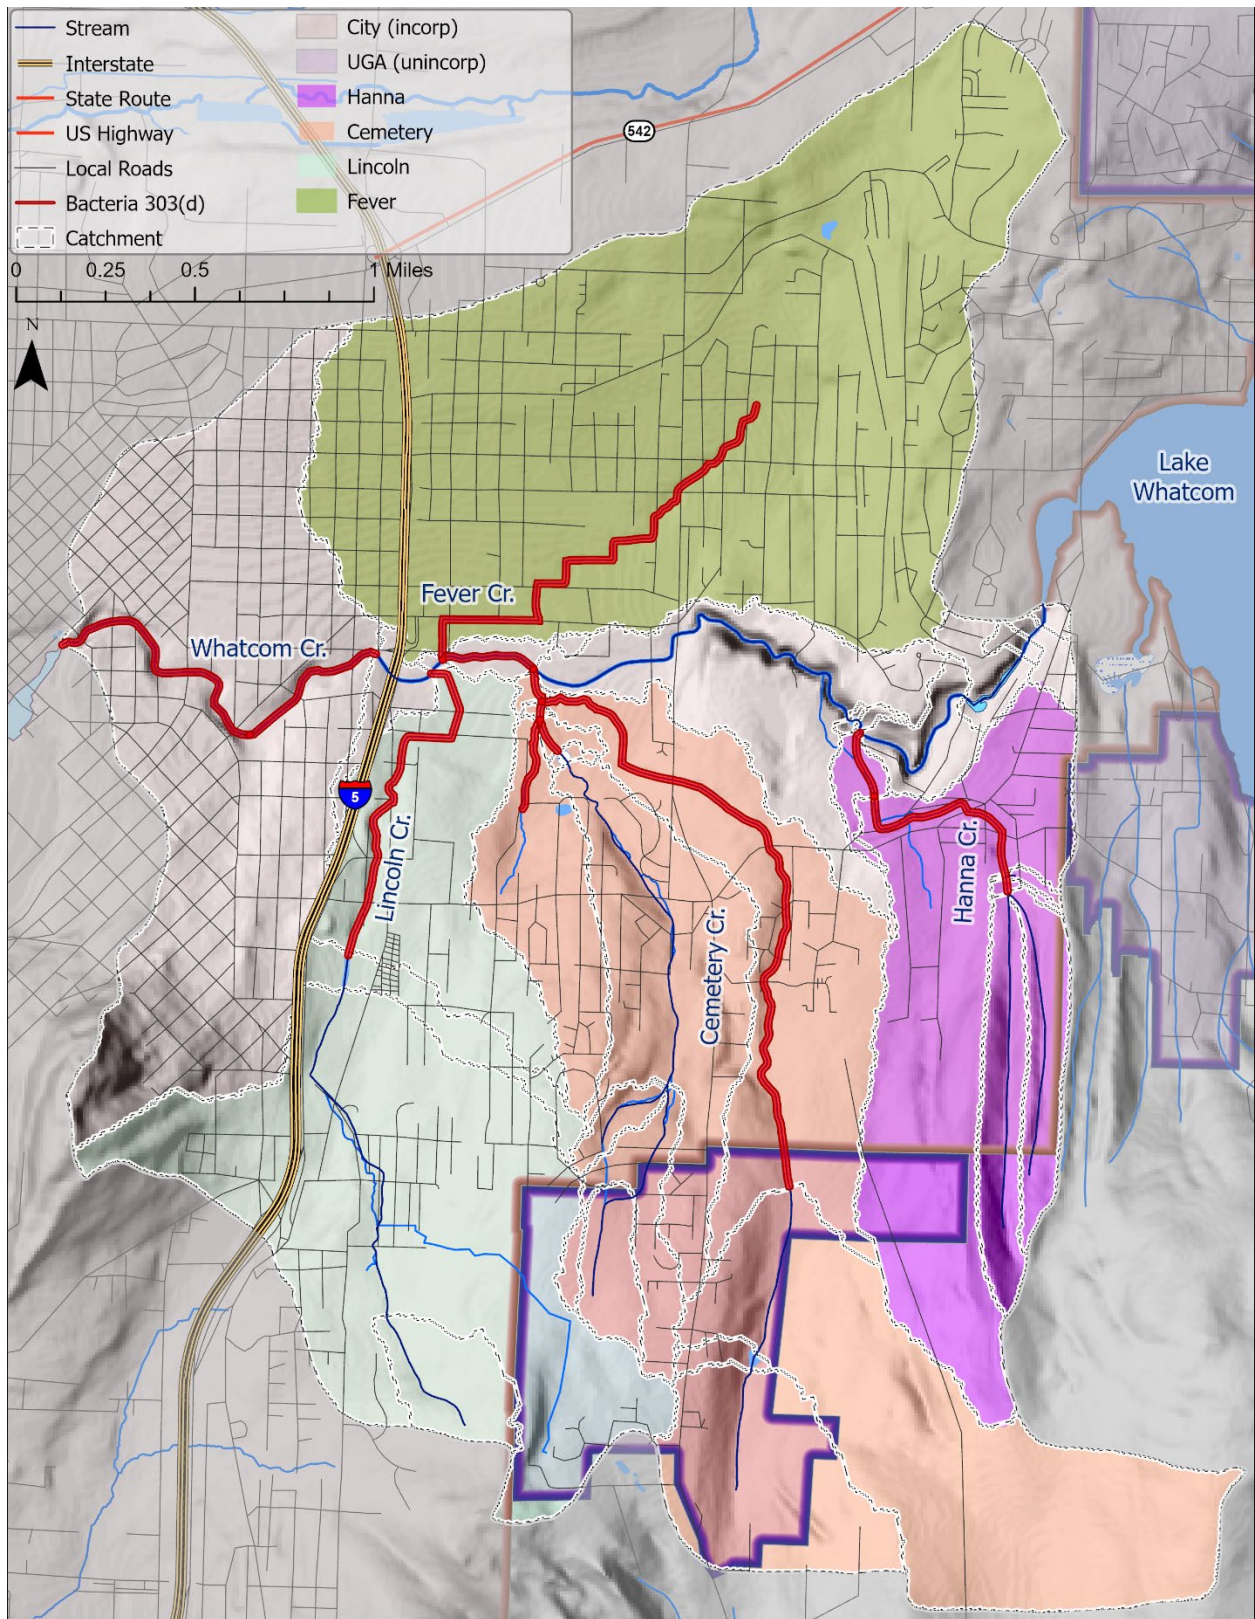 Stream
Interstate
State Route
US Highway
Local Roads
Bacteria 303(d)
Catchment
City (incorp)
UGA (unincorp)
Hanna
Cemetery
Lincoln
Fever
0 0.25 0.5 1 Miles
N
542
Lake
Whatcom
Fever Cr.
Whatcom Cr.
5
Lincoln Cr.
Hanna Cr.
Cemetery Cr.